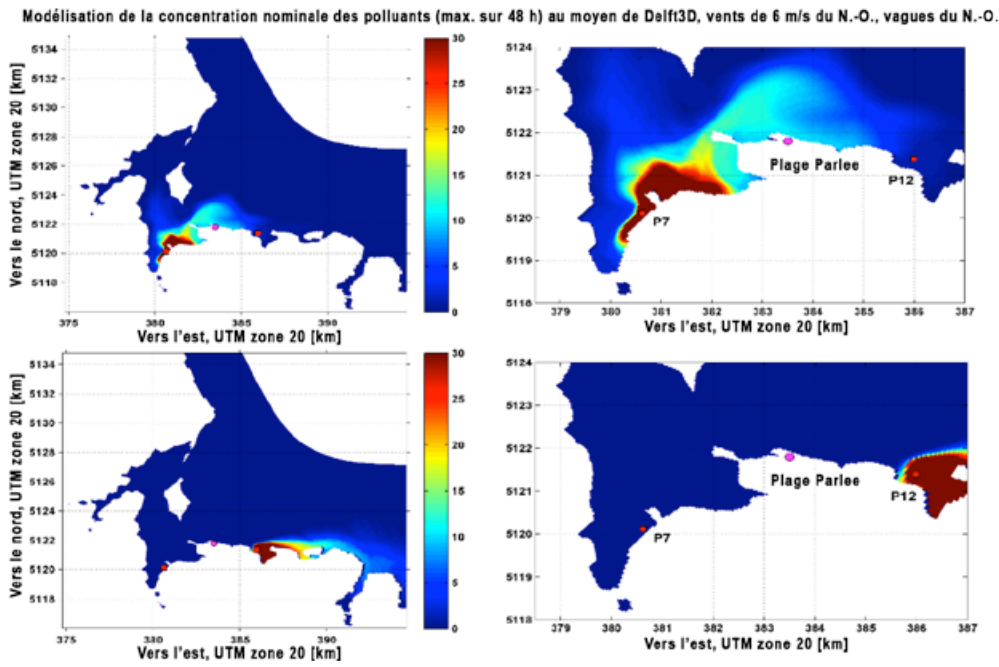 Modélisation de la concentration nominale des polluants (max. sur 48 h) au moyen de Delft3D, vents de 6 m/s du N.-O., vagues du N.-O.
Vers le nord, UTM zone 20 [km]
5134
5132
5130
5128
5126
5124
5122
5120
5118
375 380 385 390
Vers l'est, UTM zone 20 [km]
30
25
20
15
10
5
0
5124
5123
5122
5121
5120
5119
5118
Plage Parlee
P12
P7
379 380 381 382 383 384 385 386 387
Vers l'est, UTM zone 20 [km]
Vers le nord, UTM zone 20 [km]
5134
5132
5130
5128
5126
5124
5122
5120
5118
375 380 385 390
Vers l'est, UTM zone 20 [km]
30
25
20
15
10
5
0
5124
5123
5122
5121
5120
5119
5118
Plage Parlee
P12
P7
379 380 381 382 383 384 385 386 387
Vers l'est, UTM zone 20 [km]